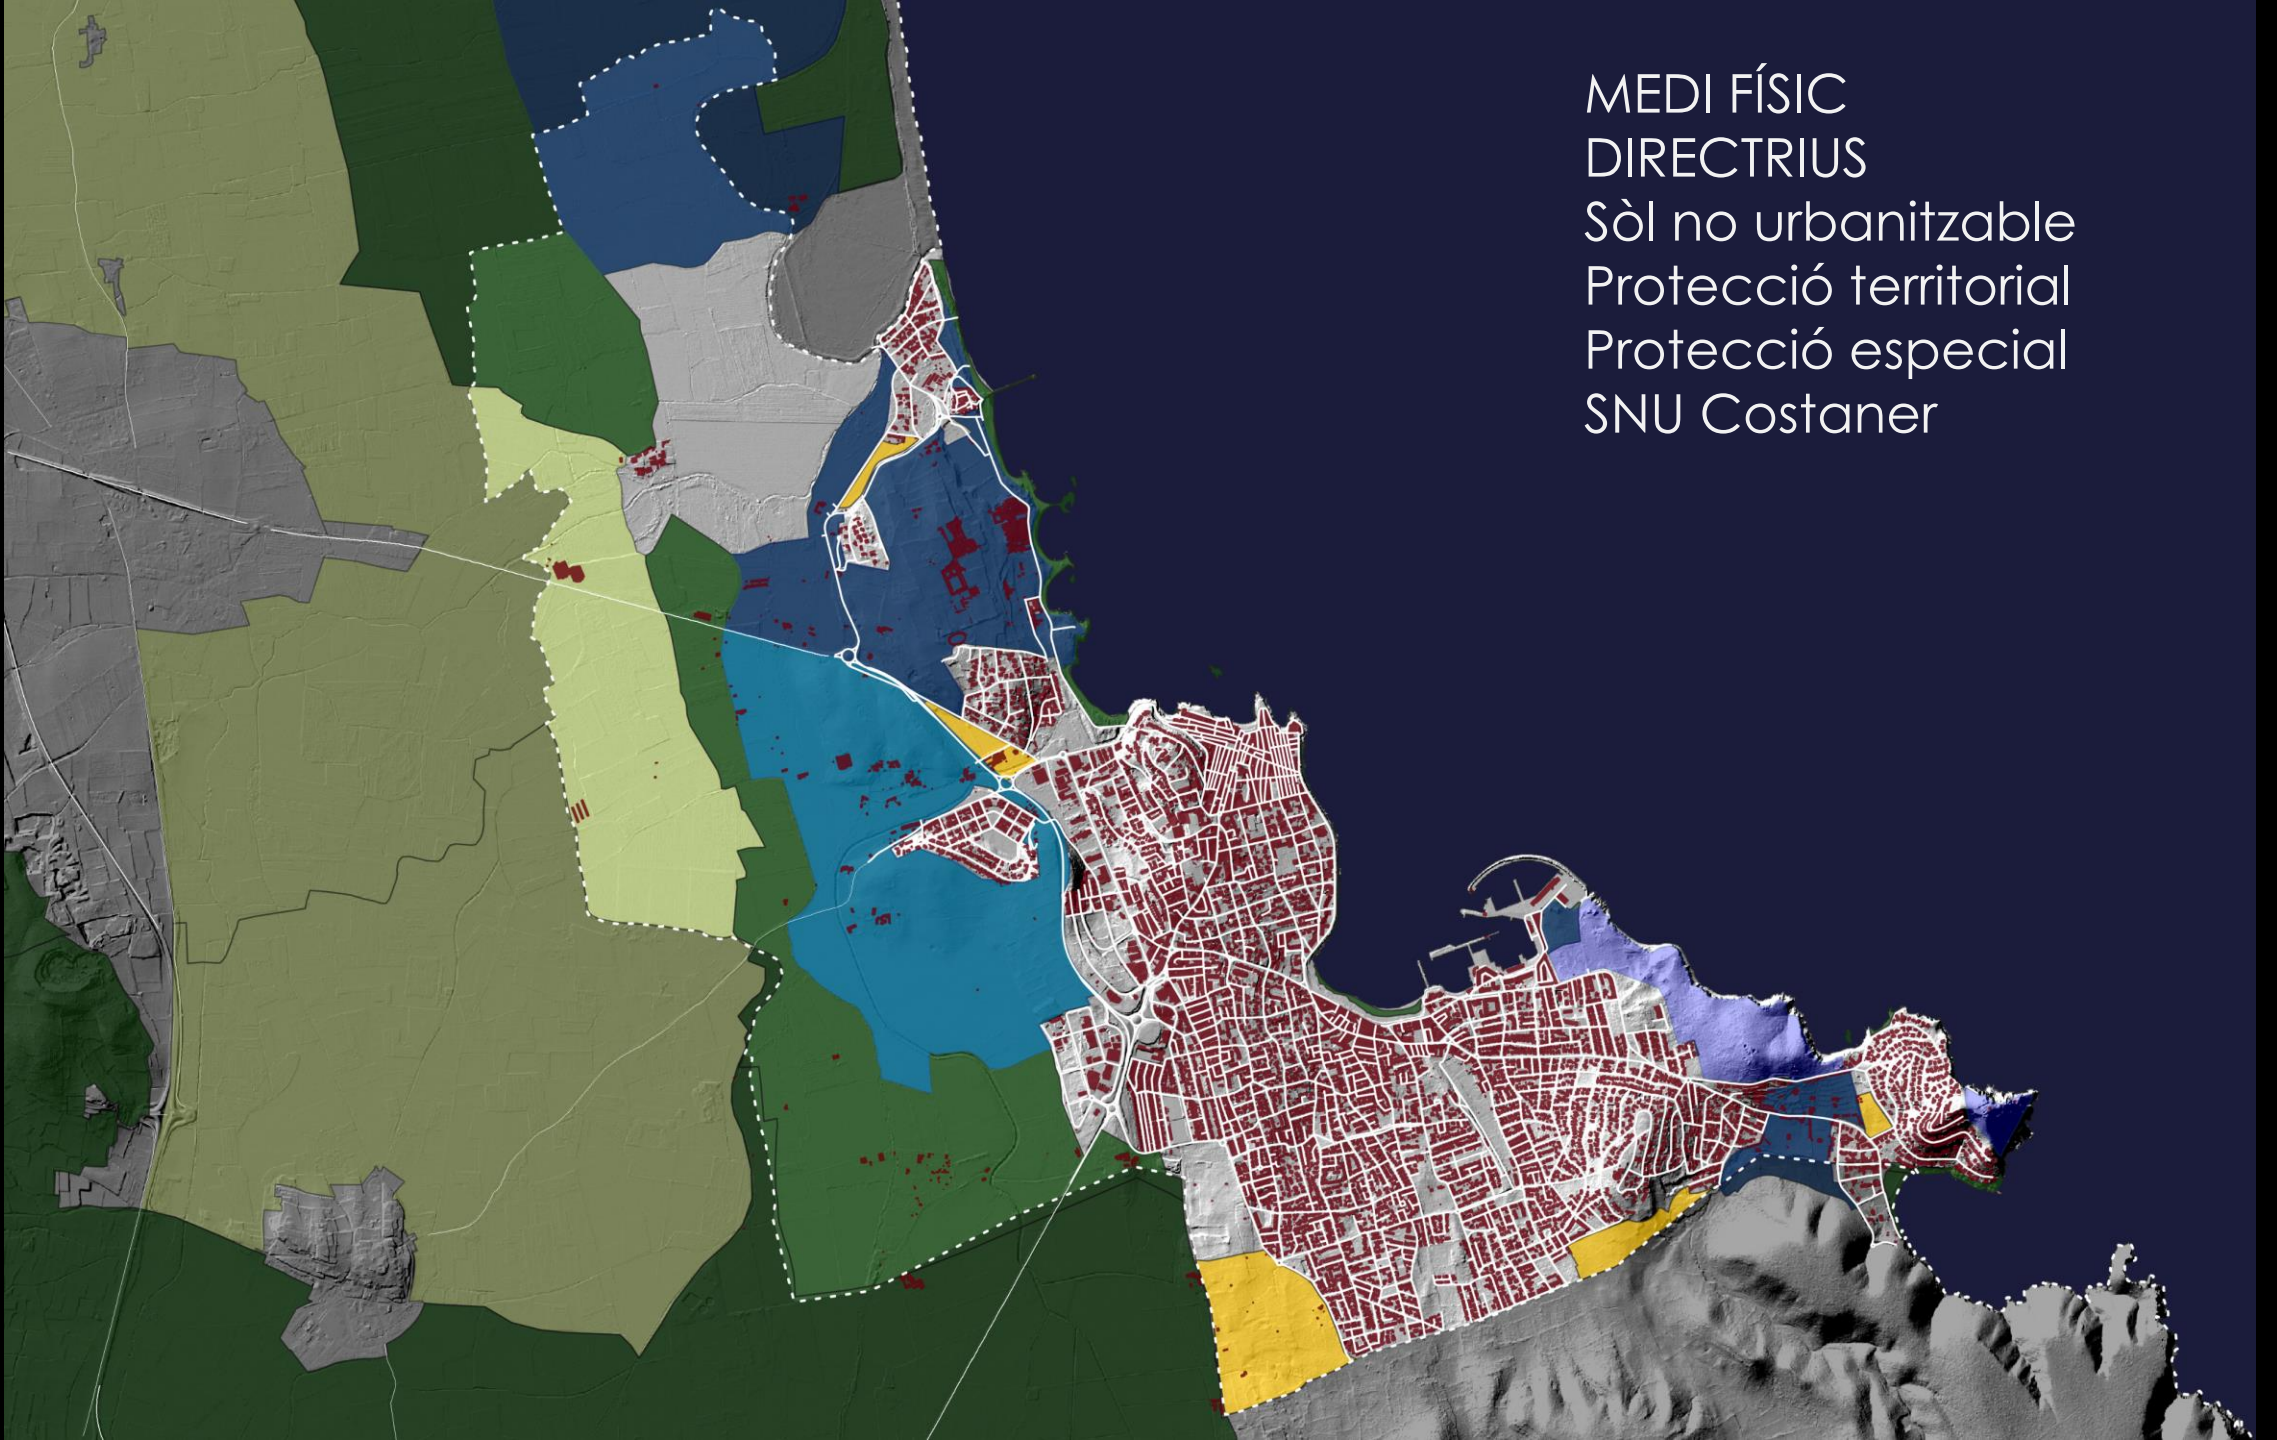 MEDI FÍSIC
DIRECTRIUS
Sòl no urbanitzable
Protecció territorial
Protecció especial
SNU Costaner